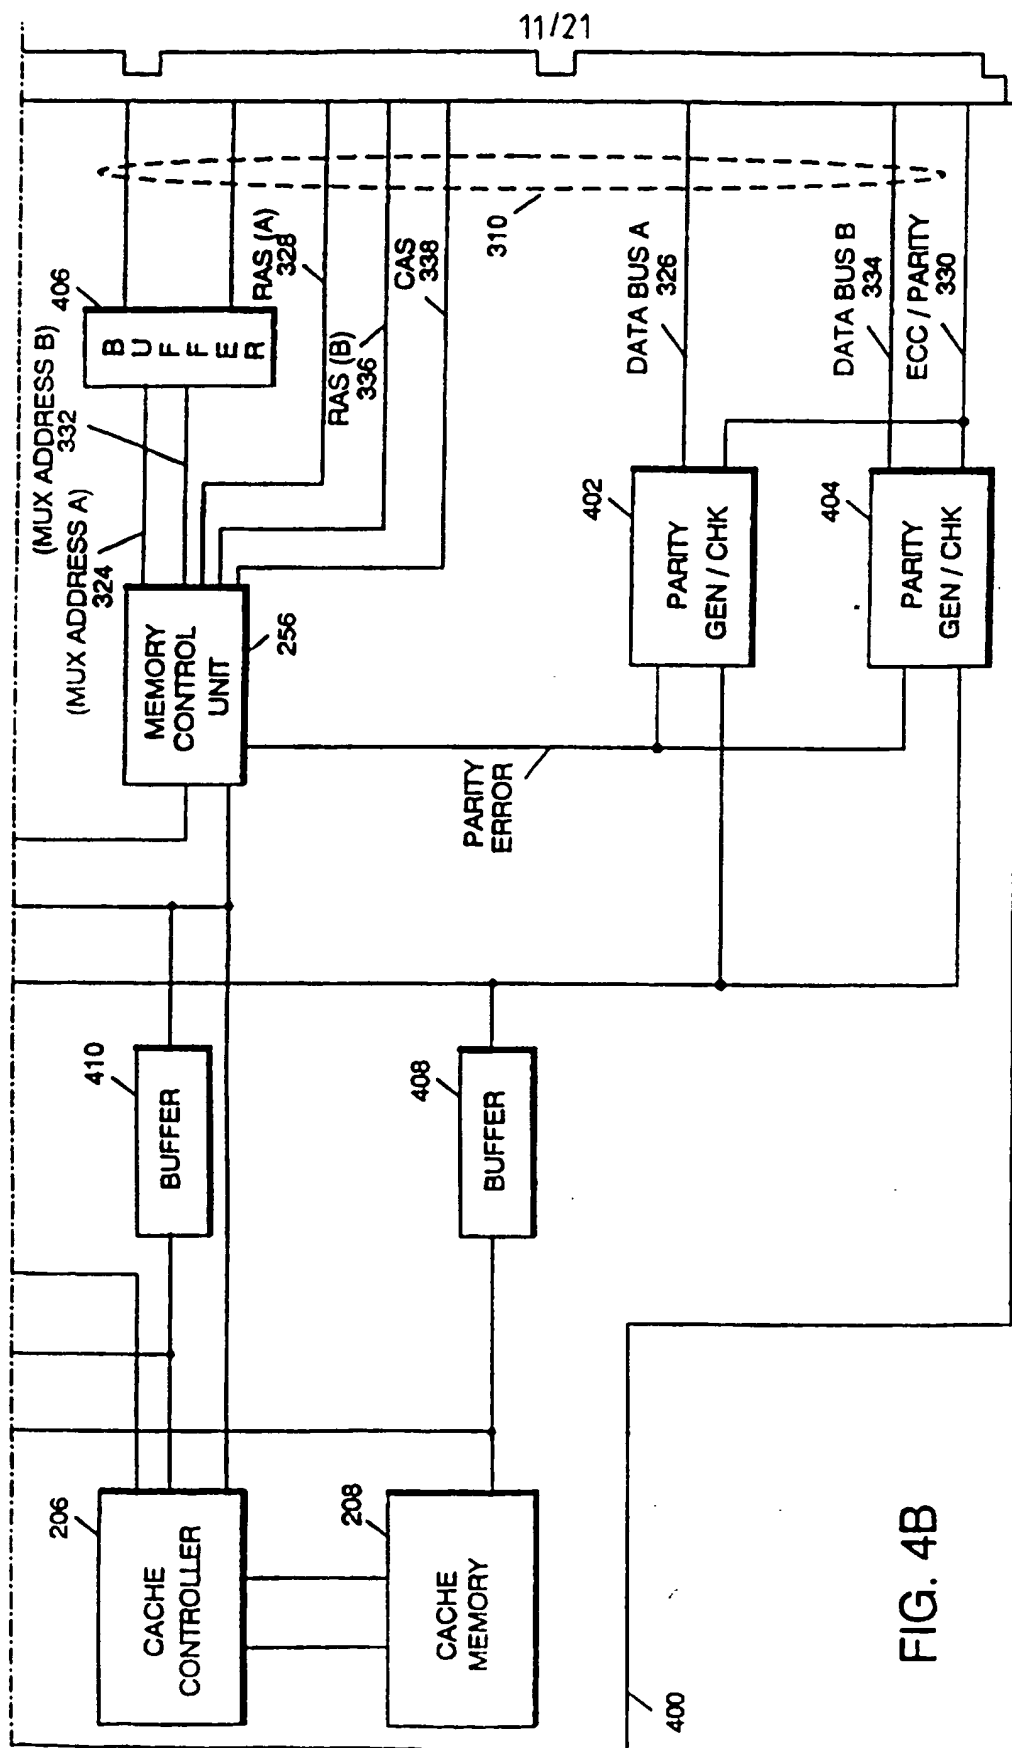 11/21
(MUX ADDRESS B)
332
(MUX ADDRESS A)
324
406
BUFFER
RAS (A)
328
RAS (B)
336
CAS
338
310
DATA BUS A
326
DATA BUS B
334
ECC / PARITY
330
MEMORY
CONTROL
UNIT
256
402
PARITY
GEN / CHK
404
PARITY
GEN / CHK
PARITY
ERROR
410
BUFFER
408
BUFFER
206
CACHE
CONTROLLER
208
CACHE
MEMORY
400
FIG. 4B